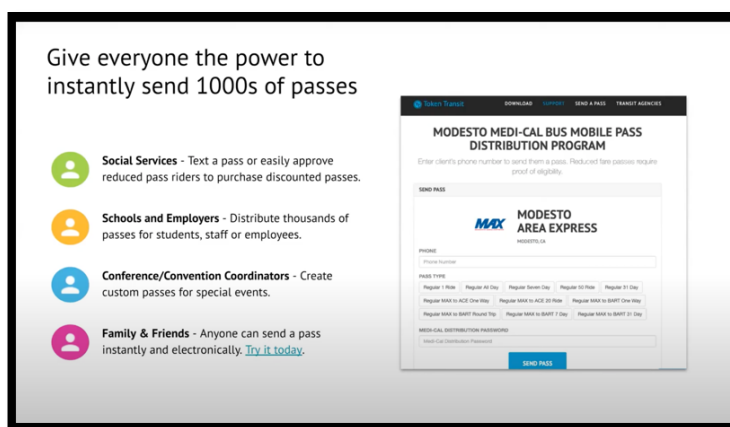 Give everyone the power to
instantly send 1000s of passes
Social Services - Text a pass or easily approve
reduced pass riders to purchase discounted passes.
Schools and Employers - Distribute thousands of
passes for students, staff or employees.
Conference/Convention Coordinators - Create
custom passes for special events.
Family & Friends - Anyone can send a pass
instantly and electronically. Try it today.
Token Transit DOWNLOAD SUPPORT SEND A PASS TRANSIT AGENCIES
MODESTO MEDI-CAL BUS MOBILE PASS
DISTRIBUTION PROGRAM
Enter client's phone number to send them a pass. Reduced fare passes require
proof of eligibility.
SEND PASS
MAX
MODESTO
AREA EXPRESS
MODESTO, CA
PHONE
Phone Number
PASS TYPE
Regular 1 Ride Regular All Day Regular Seven Day Regular 50 Ride Regular 31 Day
Regular MAX to ACE One Way Regular MAX to ACE 20 Ride Regular MAX to BART One Way
Regular MAX to BART Round Trip Regular MAX to BART 7 Day Regular MAX to BART 31 Day
MEDI-CAL DISTRIBUTION PASSWORD
Medi-Cal Distribution Password
SEND PASS